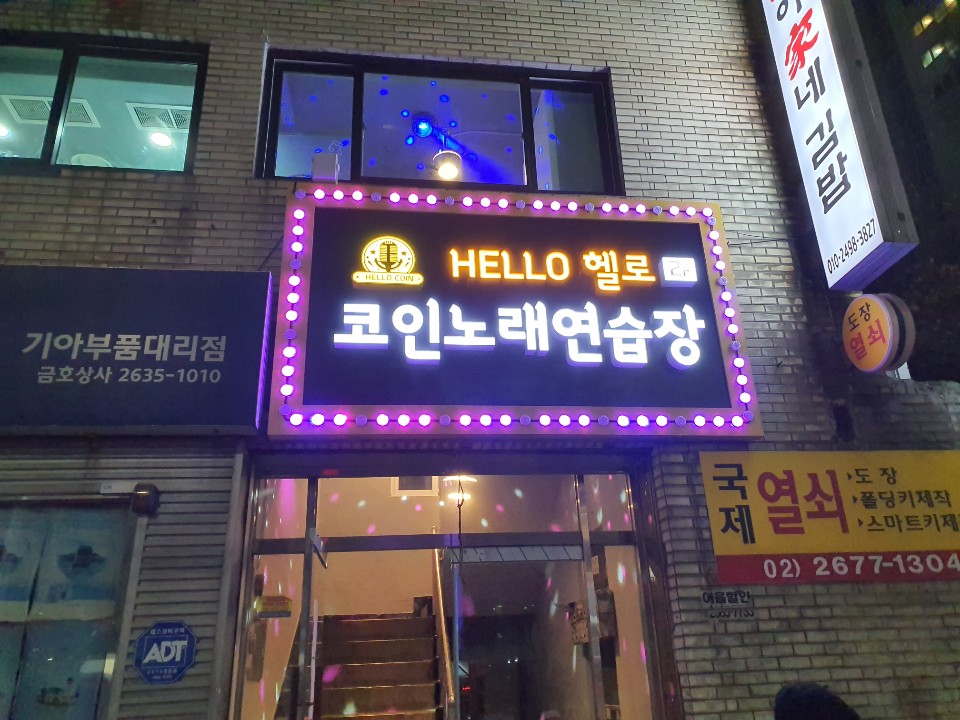 家네김밥
010-2498-3827
HELLO COIN
HELLO 헬로 2F
코인노래연습장
기아부품대리점
금호상사 2635-1010
도장
열쇠
국제 열쇠
도장
폴딩키제작
스마트키제
02) 2677-1304
ADT